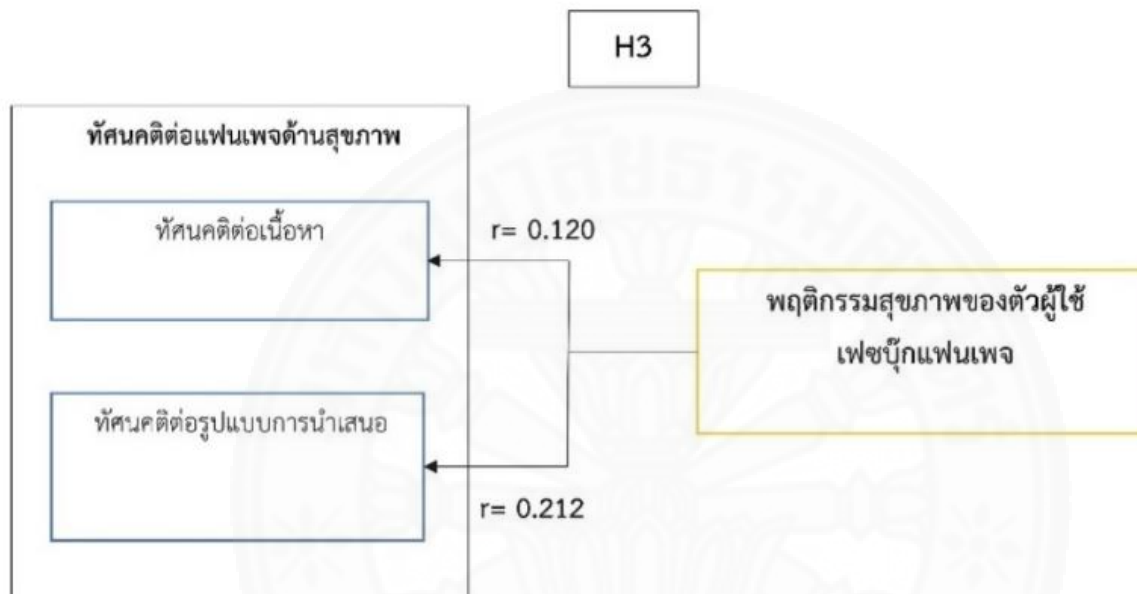 H3
ทัศนคติต่อแฟนเพจด้านสุขภาพ
ทัศนคติต่อเนื้อหา
r= 0.120
พฤติกรรมสุขภาพของตัวผู้ใช้
เฟซบุ๊กแฟนเพจ
ทัศนคติต่อรูปแบบการนำเสนอ
r= 0.212